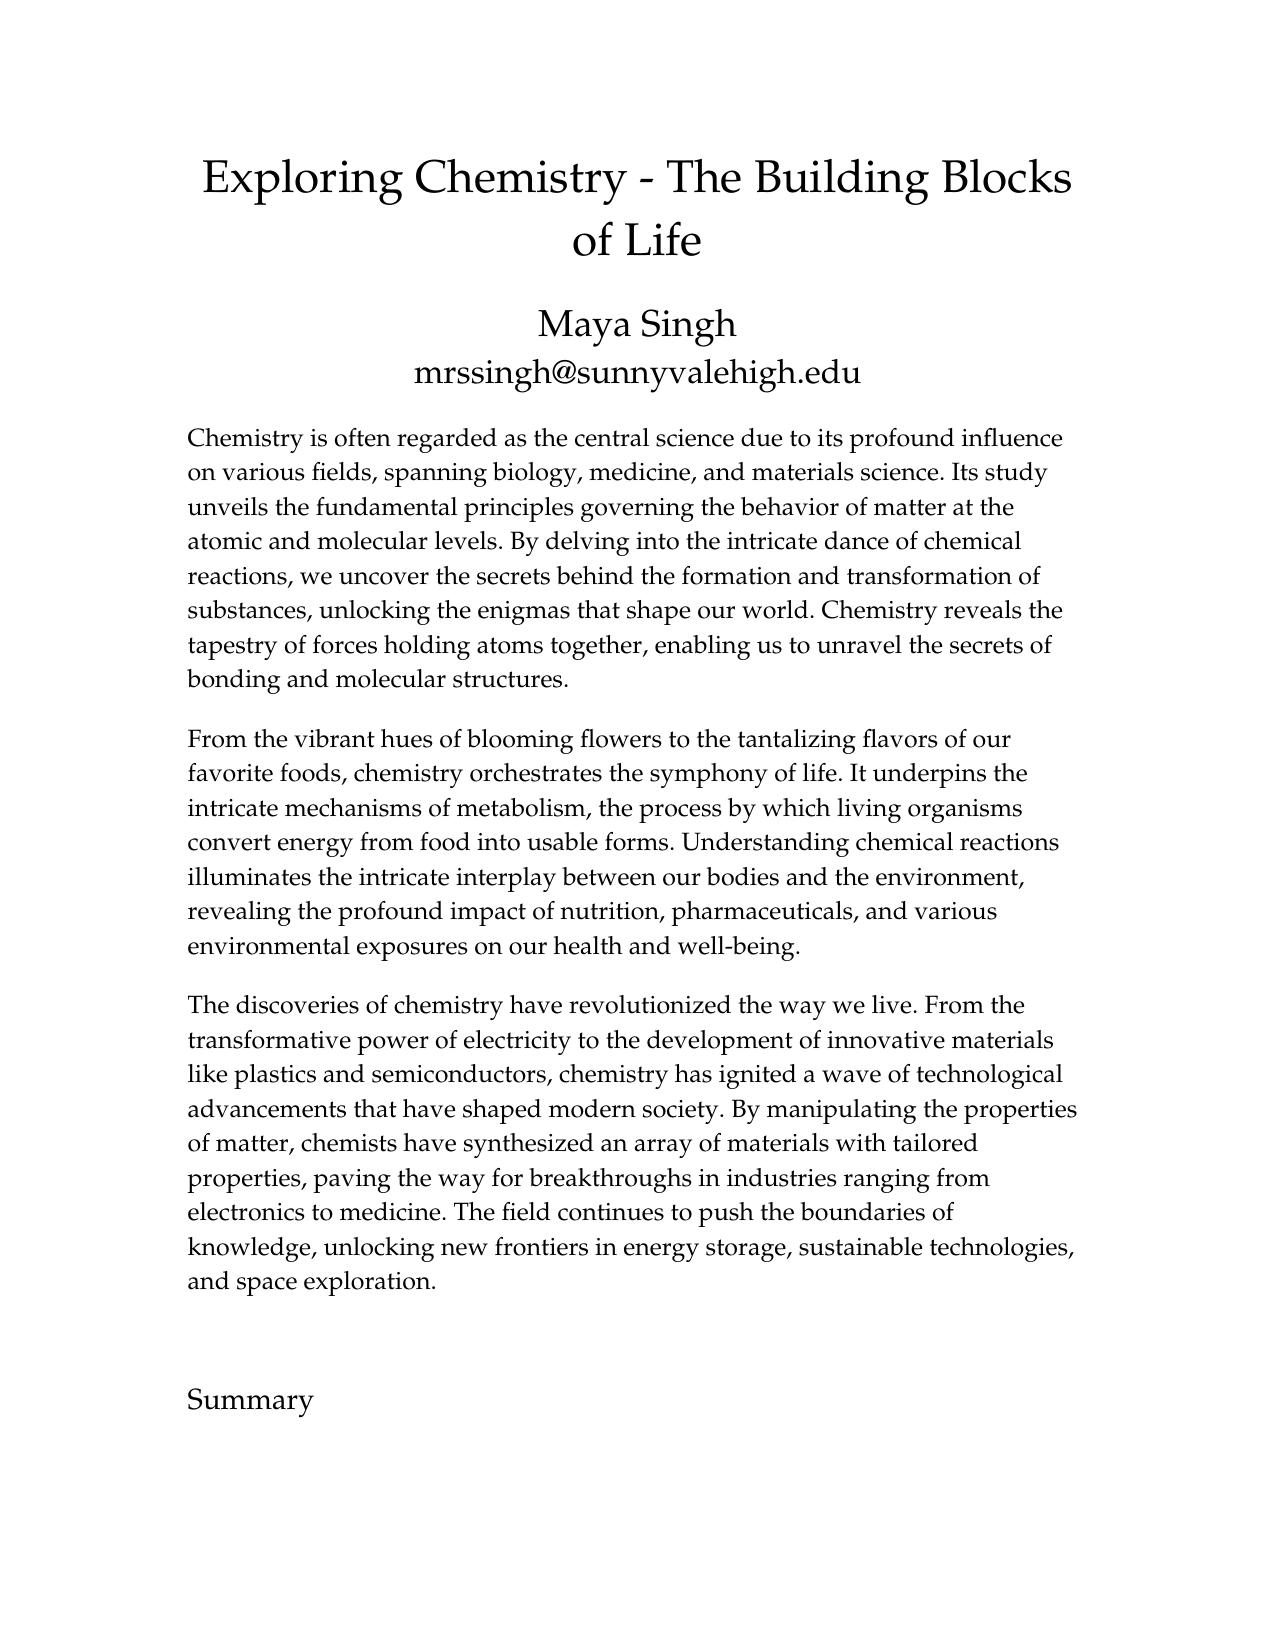 Exploring Chemistry - The Building Blocks
of Life
Maya Singh
mrssingh@sunnyvalehigh.edu
Chemistry is often regarded as the central science due to its profound influence
on various fields, spanning biology, medicine, and materials science. Its study
unveils the fundamental principles governing the behavior of matter at the
atomic and molecular levels. By delving into the intricate dance of chemical
reactions, we uncover the secrets behind the formation and transformation of
substances, unlocking the enigmas that shape our world. Chemistry reveals the
tapestry of forces holding atoms together, enabling us to unravel the secrets of
bonding and molecular structures.
From the vibrant hues of blooming flowers to the tantalizing flavors of our
favorite foods, chemistry orchestrates the symphony of life. It underpins the
intricate mechanisms of metabolism, the process by which living organisms
convert energy from food into usable forms. Understanding chemical reactions
illuminates the intricate interplay between our bodies and the environment,
revealing the profound impact of nutrition, pharmaceuticals, and various
environmental exposures on our health and well-being.
The discoveries of chemistry have revolutionized the way we live. From the
transformative power of electricity to the development of innovative materials
like plastics and semiconductors, chemistry has ignited a wave of technological
advancements that have shaped modern society. By manipulating the properties
of matter, chemists have synthesized an array of materials with tailored
properties, paving the way for breakthroughs in industries ranging from
electronics to medicine. The field continues to push the boundaries of
knowledge, unlocking new frontiers in energy storage, sustainable technologies,
and space exploration.
Summary